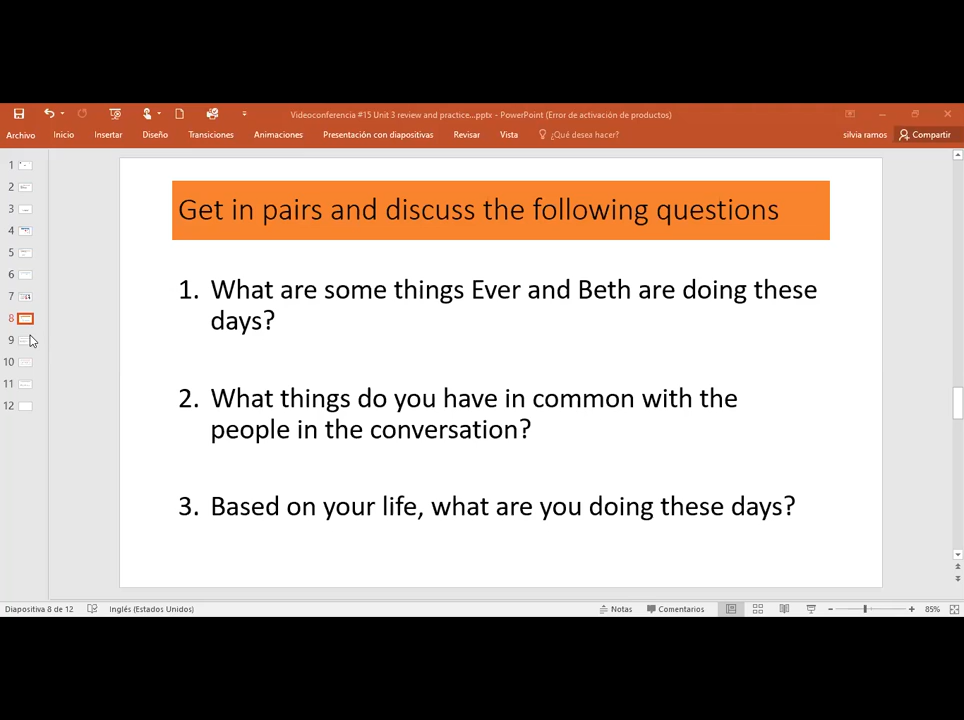 Videoconferencia #15 Unit 3 review and practice...pptx - PowerPoint (Error de activación de productos)
Archivo Inicio Insertar Diseño Transiciones Animaciones Presentación con diapositivas Revisar Vista ¿Qué desea hacer? silvia ramos Compartir
1
2
3
4
5
6
7
8
9
10
11
12
Get in pairs and discuss the following questions
1. What are some things Ever and Beth are doing these
days?
2. What things do you have in common with the
people in the conversation?
3. Based on your life, what are you doing these days?
Diapositiva 8 de 12 Inglés (Estados Unidos) Notas Comentarios 85%